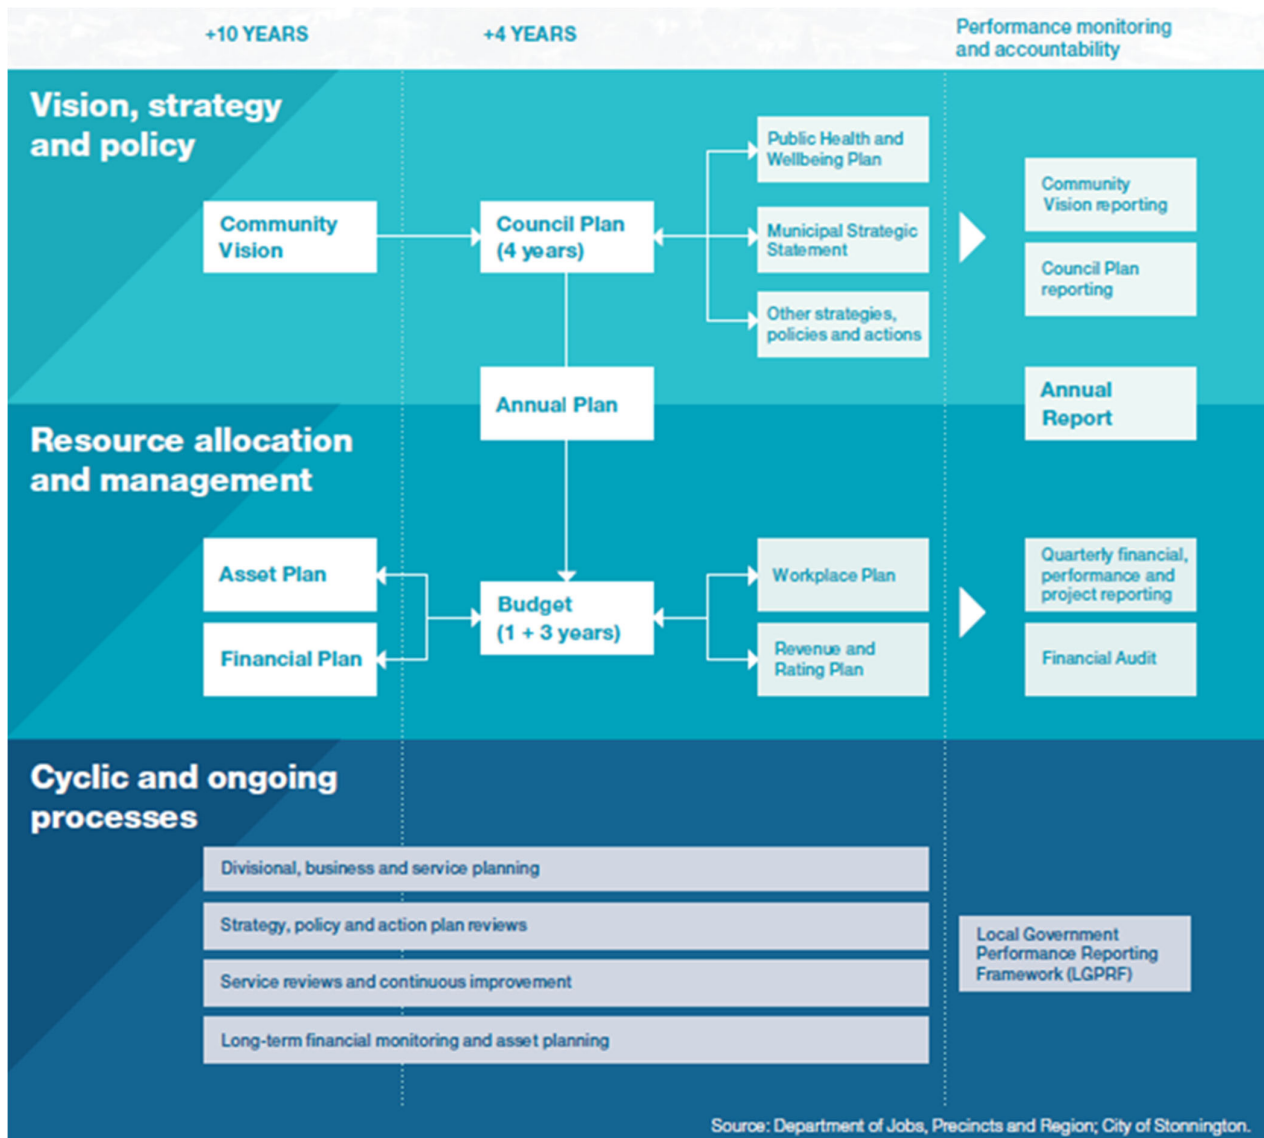 +10 YEARS
+4 YEARS
Performance monitoring
and accountability
Vision, strategy
and policy
Community
Vision
Council Plan
(4 years)
Public Health and
Wellbeing Plan
Municipal Strategic
Statement
Other strategies,
policies and actions
Community
Vision reporting
Council Plan
reporting
Annual Plan
Annual
Report
Resource allocation
and management
Asset Plan
Financial Plan
Budget
(1 + 3 years)
Workplace Plan
Revenue and
Rating Plan
Quarterly financial,
performance and
project reporting
Financial Audit
Cyclic and ongoing
processes
Divisional, business and service planning
Strategy, policy and action plan reviews
Service reviews and continuous improvement
Long-term financial monitoring and asset planning
Local Government
Performance Reporting
Framework (LGPRF)
Source: Department of Jobs, Precincts and Region; City of Stonnington.